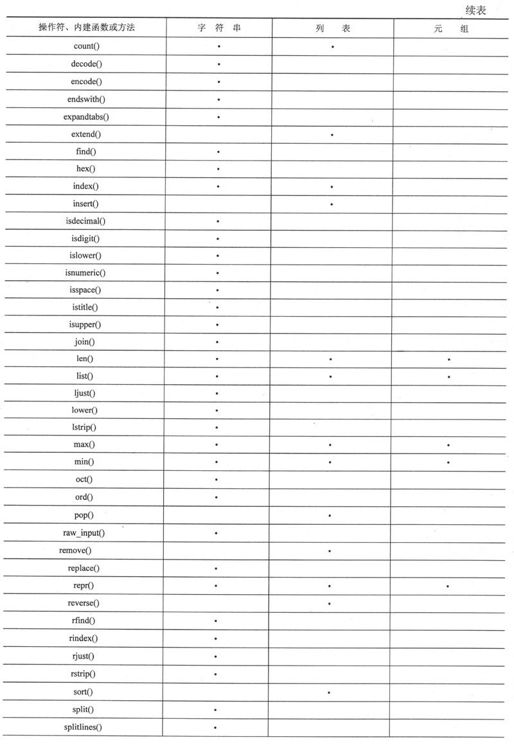 续表
操作符、内建函数或方法 字符串 列表 元组
count() • •
decode() •
encode() •
endswith() •
expandtabs() •
extend() •
find() •
hex() •
index() • •
insert() •
isdecimal() •
isdigit() •
islower() •
isnumeric() •
isspace() •
istitle() •
isupper() •
join() •
len() • • •
list() • • •
ljust() •
lower() •
lstrip() •
max() • • •
min() • • •
oct() •
ord() •
pop() •
raw_input() •
remove() •
replace() •
repr() • • •
reverse() •
rfind() •
rindex() •
rjust() •
rstrip() •
sort() •
split() •
splitlines() •